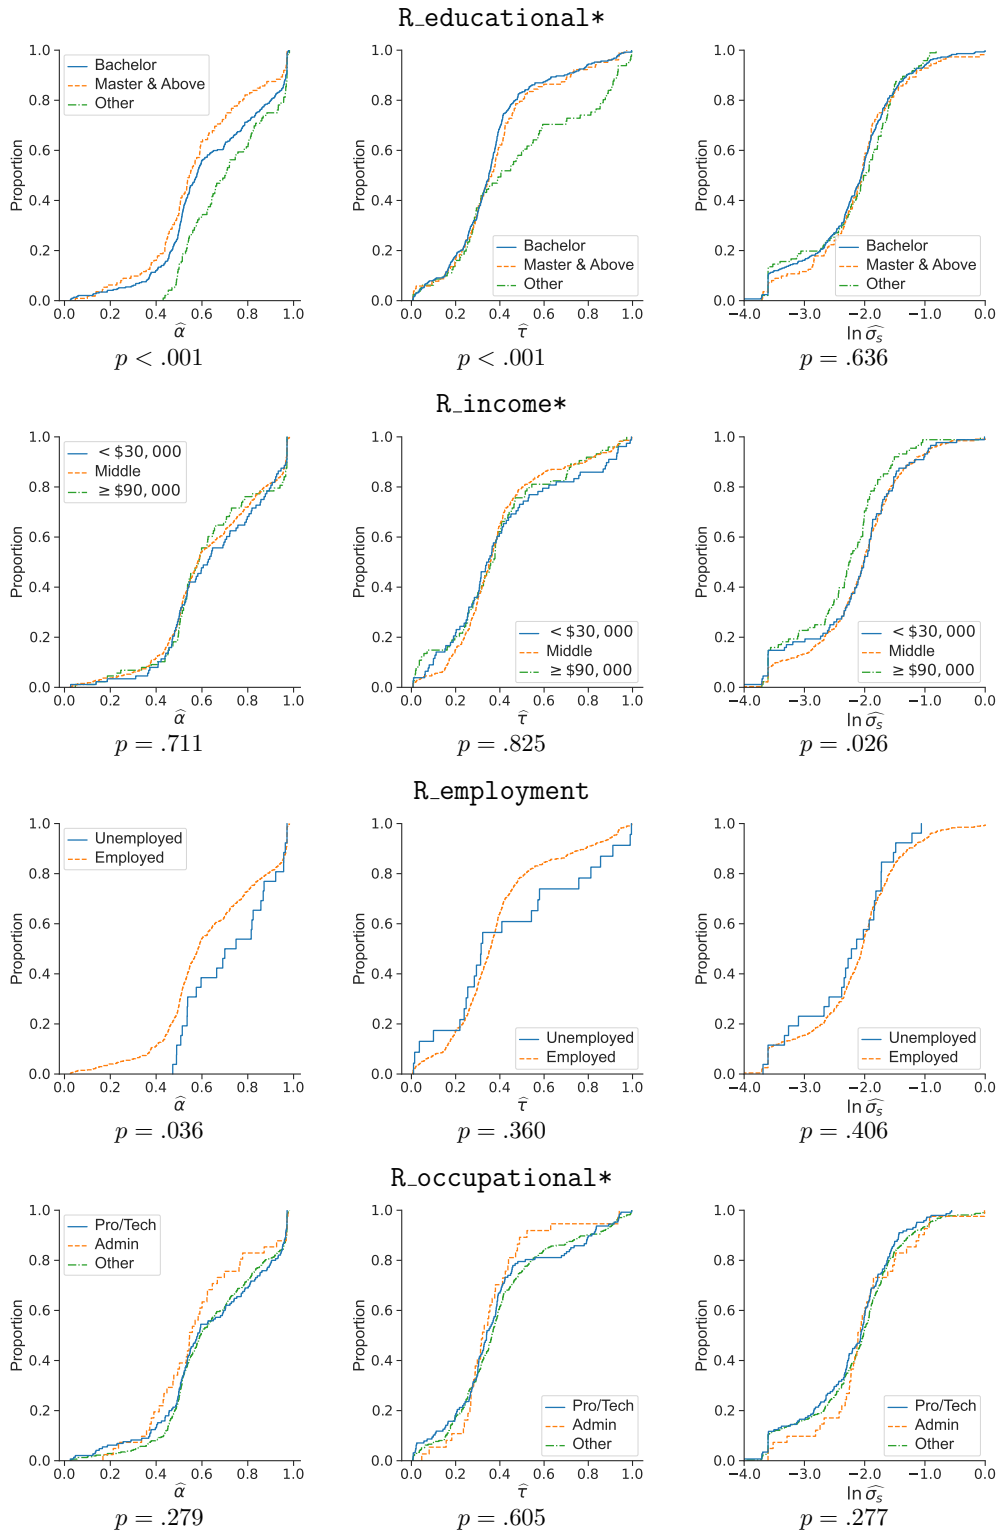 R_educational*
1.0
0.8
0.6
0.4
0.2
0.0
Proportion
Bachelor
Master & Above
Other
0.0 0.2 0.4 0.6 0.8 1.0
α̂
p < .001
1.0
0.8
0.6
0.4
0.2
0.0
Proportion
Bachelor
Master & Above
Other
0.0 0.2 0.4 0.6 0.8 1.0
τ̂
p < .001
1.0
0.8
0.6
0.4
0.2
0.0
Proportion
Bachelor
Master & Above
Other
−4.0 −3.0 −2.0 −1.0 0.0
ln σ̂ₛ
p = .636
R_income*
1.0
0.8
0.6
0.4
0.2
0.0
Proportion
< $30,000
Middle
≥ $90,000
0.0 0.2 0.4 0.6 0.8 1.0
α̂
p = .711
1.0
0.8
0.6
0.4
0.2
0.0
Proportion
< $30,000
Middle
≥ $90,000
0.0 0.2 0.4 0.6 0.8 1.0
τ̂
p = .825
1.0
0.8
0.6
0.4
0.2
0.0
Proportion
< $30,000
Middle
≥ $90,000
−4.0 −3.0 −2.0 −1.0 0.0
ln σ̂ₛ
p = .026
R_employment
1.0
0.8
0.6
0.4
0.2
0.0
Proportion
Unemployed
Employed
0.0 0.2 0.4 0.6 0.8 1.0
α̂
p = .036
1.0
0.8
0.6
0.4
0.2
0.0
Proportion
Unemployed
Employed
0.0 0.2 0.4 0.6 0.8 1.0
τ̂
p = .360
1.0
0.8
0.6
0.4
0.2
0.0
Proportion
Unemployed
Employed
−4.0 −3.0 −2.0 −1.0 0.0
ln σ̂ₛ
p = .406
R_occupational*
1.0
0.8
0.6
0.4
0.2
0.0
Proportion
Pro/Tech
Admin
Other
0.0 0.2 0.4 0.6 0.8 1.0
α̂
p = .279
1.0
0.8
0.6
0.4
0.2
0.0
Proportion
Pro/Tech
Admin
Other
0.0 0.2 0.4 0.6 0.8 1.0
τ̂
p = .605
1.0
0.8
0.6
0.4
0.2
0.0
Proportion
Pro/Tech
Admin
Other
−4.0 −3.0 −2.0 −1.0 0.0
ln σ̂ₛ
p = .277